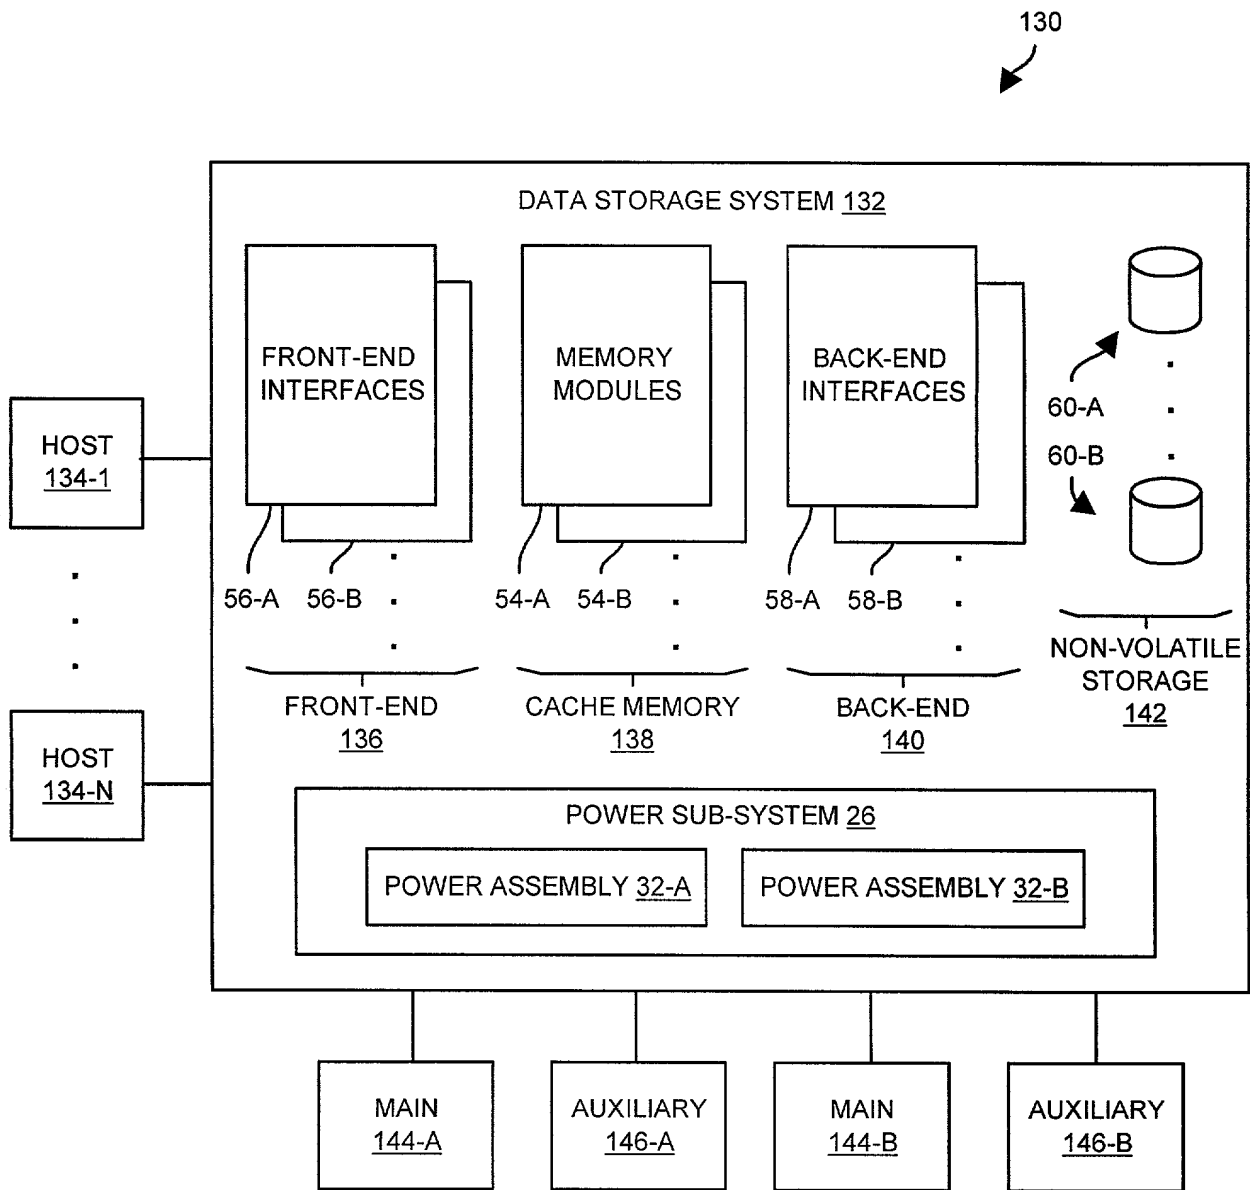 130
DATA STORAGE SYSTEM 132
FRONT-END
INTERFACES
MEMORY
MODULES
BACK-END
INTERFACES
60-A
60-B
HOST
134-1
56-A
56-B
54-A
54-B
58-A
58-B
FRONT-END
136
CACHE MEMORY
138
BACK-END
140
NON-VOLATILE
STORAGE
142
HOST
134-N
POWER SUB-SYSTEM 26
POWER ASSEMBLY 32-A
POWER ASSEMBLY 32-B
MAIN
144-A
AUXILIARY
146-A
MAIN
144-B
AUXILIARY
146-B